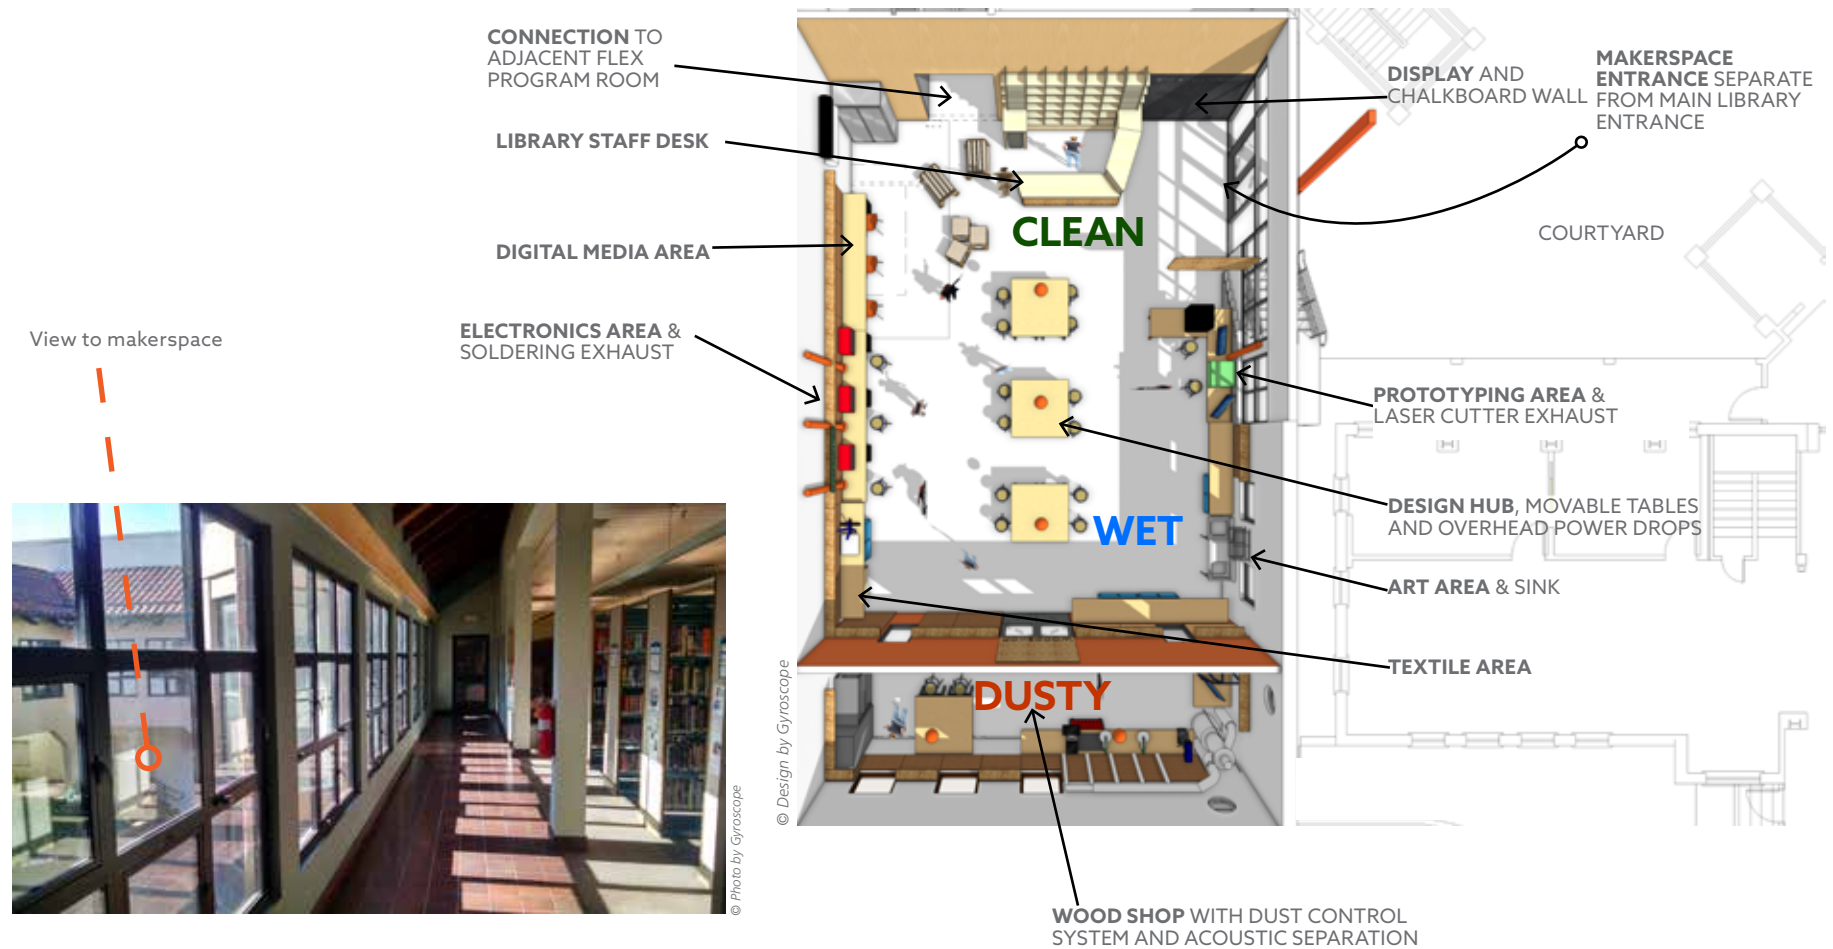 CONNECTION TO
ADJACENT FLEX
PROGRAM ROOM
LIBRARY STAFF DESK
DIGITAL MEDIA AREA
ELECTRONICS AREA &
SOLDERING EXHAUST
View to makerspace
© Photo by Gyroscope
© Design by Gyroscope
CLEAN
WET
DUSTY
DISPLAY AND
CHALKBOARD WALL
MAKERSPACE
ENTRANCE SEPARATE
FROM MAIN LIBRARY
ENTRANCE
COURTYARD
PROTOTYPING AREA &
LASER CUTTER EXHAUST
DESIGN HUB, MOVABLE TABLES
AND OVERHEAD POWER DROPS
ART AREA & SINK
TEXTILE AREA
WOOD SHOP WITH DUST CONTROL
SYSTEM AND ACOUSTIC SEPARATION